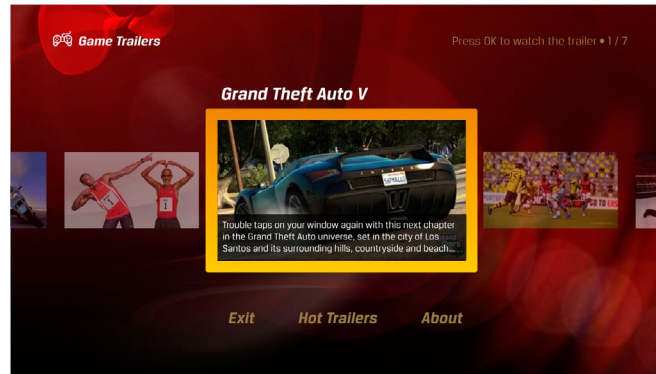 Game Trailers
Press OK to watch the trailer • 1 / 7
Grand Theft Auto V
Trouble taps on your window again with this next chapter
in the Grand Theft Auto universe, set in the city of Los
Santos and its surrounding hills, countryside and beach...
Exit
Hot Trailers
About